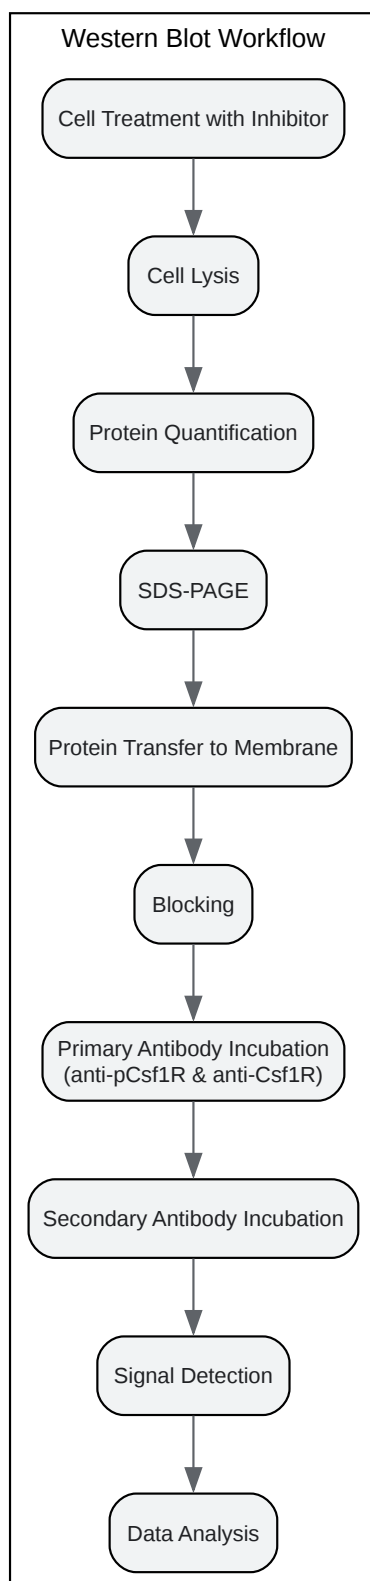 Western Blot Workflow
Cell Treatment with Inhibitor
Cell Lysis
Protein Quantification
SDS-PAGE
Protein Transfer to Membrane
Blocking
Primary Antibody Incubation
(anti-pCsf1R & anti-Csf1R)
Secondary Antibody Incubation
Signal Detection
Data Analysis